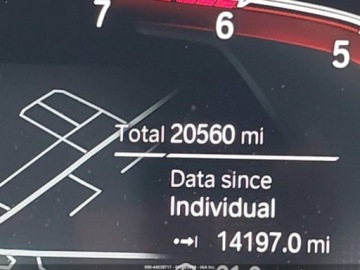 7
6
5
Total 20560 mi
Data since
Individual
14197.0 mi